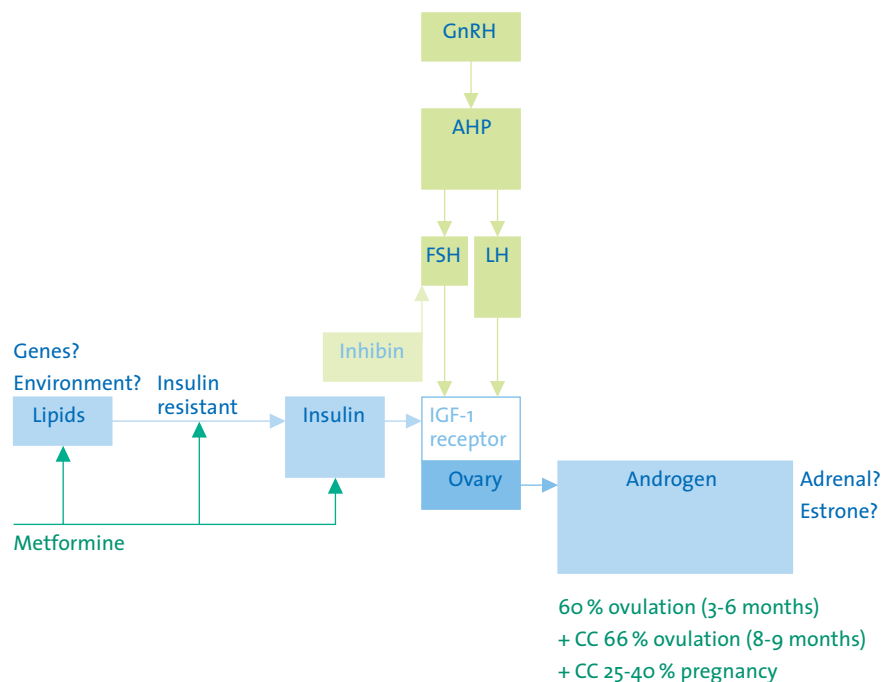 GnRH
AHP
FSH
LH
Inhibin
Genes?
Environment?
Insulin
resistant
Lipids
Insulin
IGF-1
receptor
Ovary
Androgen
Adrenal?
Estrone?
Metformine
60 % ovulation (3-6 months)
+ CC 66 % ovulation (8-9 months)
+ CC 25-40 % pregnancy